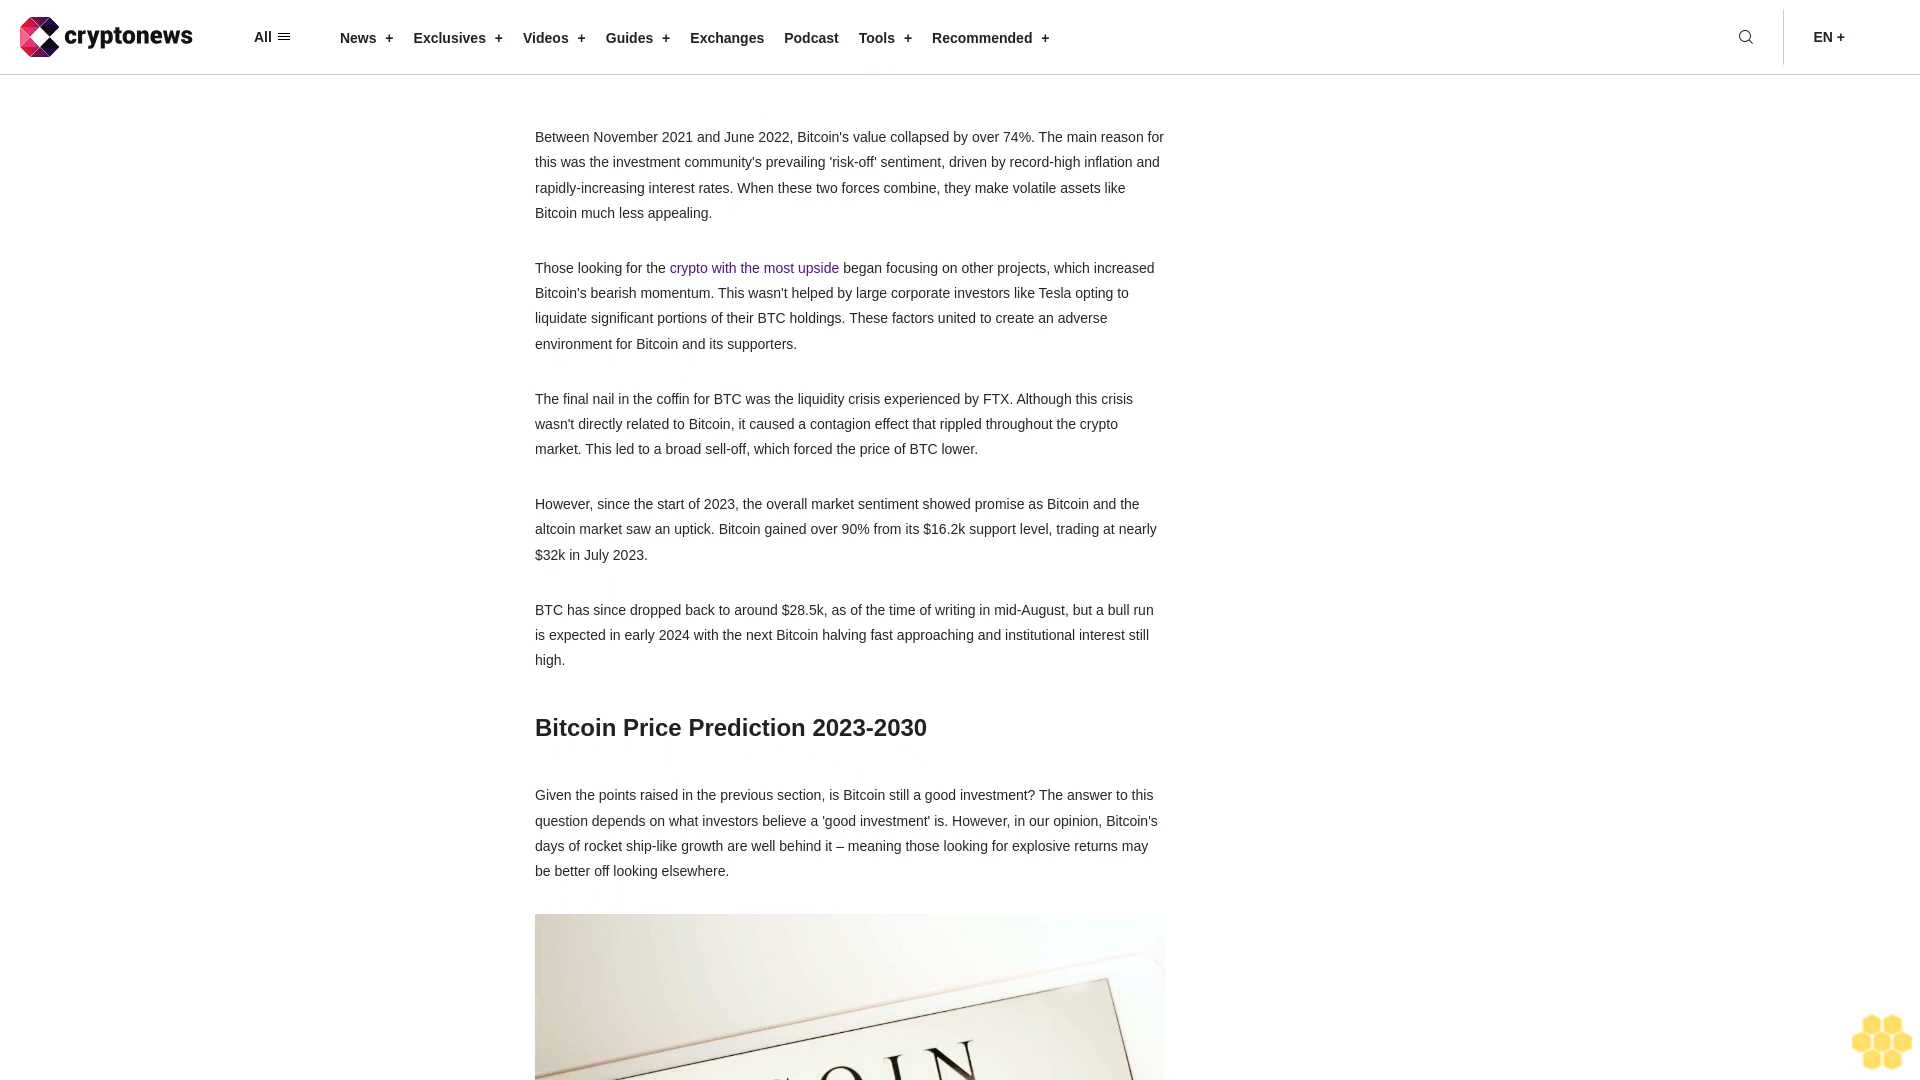 cryptonews
All
News +
Exclusives +
Videos +
Guides +
Exchanges
Podcast
Tools +
Recommended +
EN +
Between November 2021 and June 2022, Bitcoin's value collapsed by over 74%. The main reason for
this was the investment community's prevailing 'risk-off' sentiment, driven by record-high inflation and
rapidly-increasing interest rates. When these two forces combine, they make volatile assets like
Bitcoin much less appealing.
Those looking for the crypto with the most upside began focusing on other projects, which increased
Bitcoin's bearish momentum. This wasn't helped by large corporate investors like Tesla opting to
liquidate significant portions of their BTC holdings. These factors united to create an adverse
environment for Bitcoin and its supporters.
The final nail in the coffin for BTC was the liquidity crisis experienced by FTX. Although this crisis
wasn't directly related to Bitcoin, it caused a contagion effect that rippled throughout the crypto
market. This led to a broad sell-off, which forced the price of BTC lower.
However, since the start of 2023, the overall market sentiment showed promise as Bitcoin and the
altcoin market saw an uptick. Bitcoin gained over 90% from its $16.2k support level, trading at nearly
$32k in July 2023.
BTC has since dropped back to around $28.5k, as of the time of writing in mid-August, but a bull run
is expected in early 2024 with the next Bitcoin halving fast approaching and institutional interest still
high.
Bitcoin Price Prediction 2023-2030
Given the points raised in the previous section, is Bitcoin still a good investment? The answer to this
question depends on what investors believe a 'good investment' is. However, in our opinion, Bitcoin's
days of rocket ship-like growth are well behind it – meaning those looking for explosive returns may
be better off looking elsewhere.